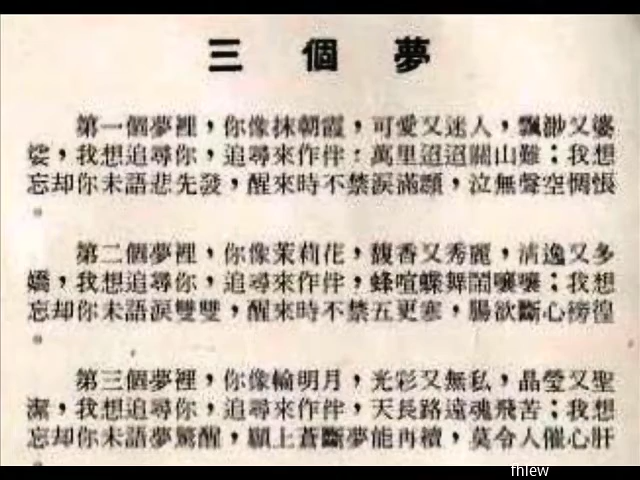 三個夢
第一個夢裡，你像抹朝霞，可愛又迷人，飄渺又婆
娑，我想追尋你，追尋來作伴：萬里迢迢關山難；我想
忘却你未語悲先發，醒來時不禁淚滿頤，泣無聲空惆悵
。
第二個夢裡，你像茉莉花，馥香又秀麗，清逸又多
嬌，我想追尋你，追尋來作伴，蜂喧蝶舞鬧嚷嚷；我想
忘却你未語淚雙雙，醒來時不禁五更寒，腸欲斷心徬徨
。
第三個夢裡，你像輪明月，光彩又無私，晶瑩又聖
潔，我想追尋你，追尋來作伴，天長路遠魂飛苦；我想
忘却你未語夢驚醒，願上蒼斷夢能再續，莫令人催心肝
。
fhlew